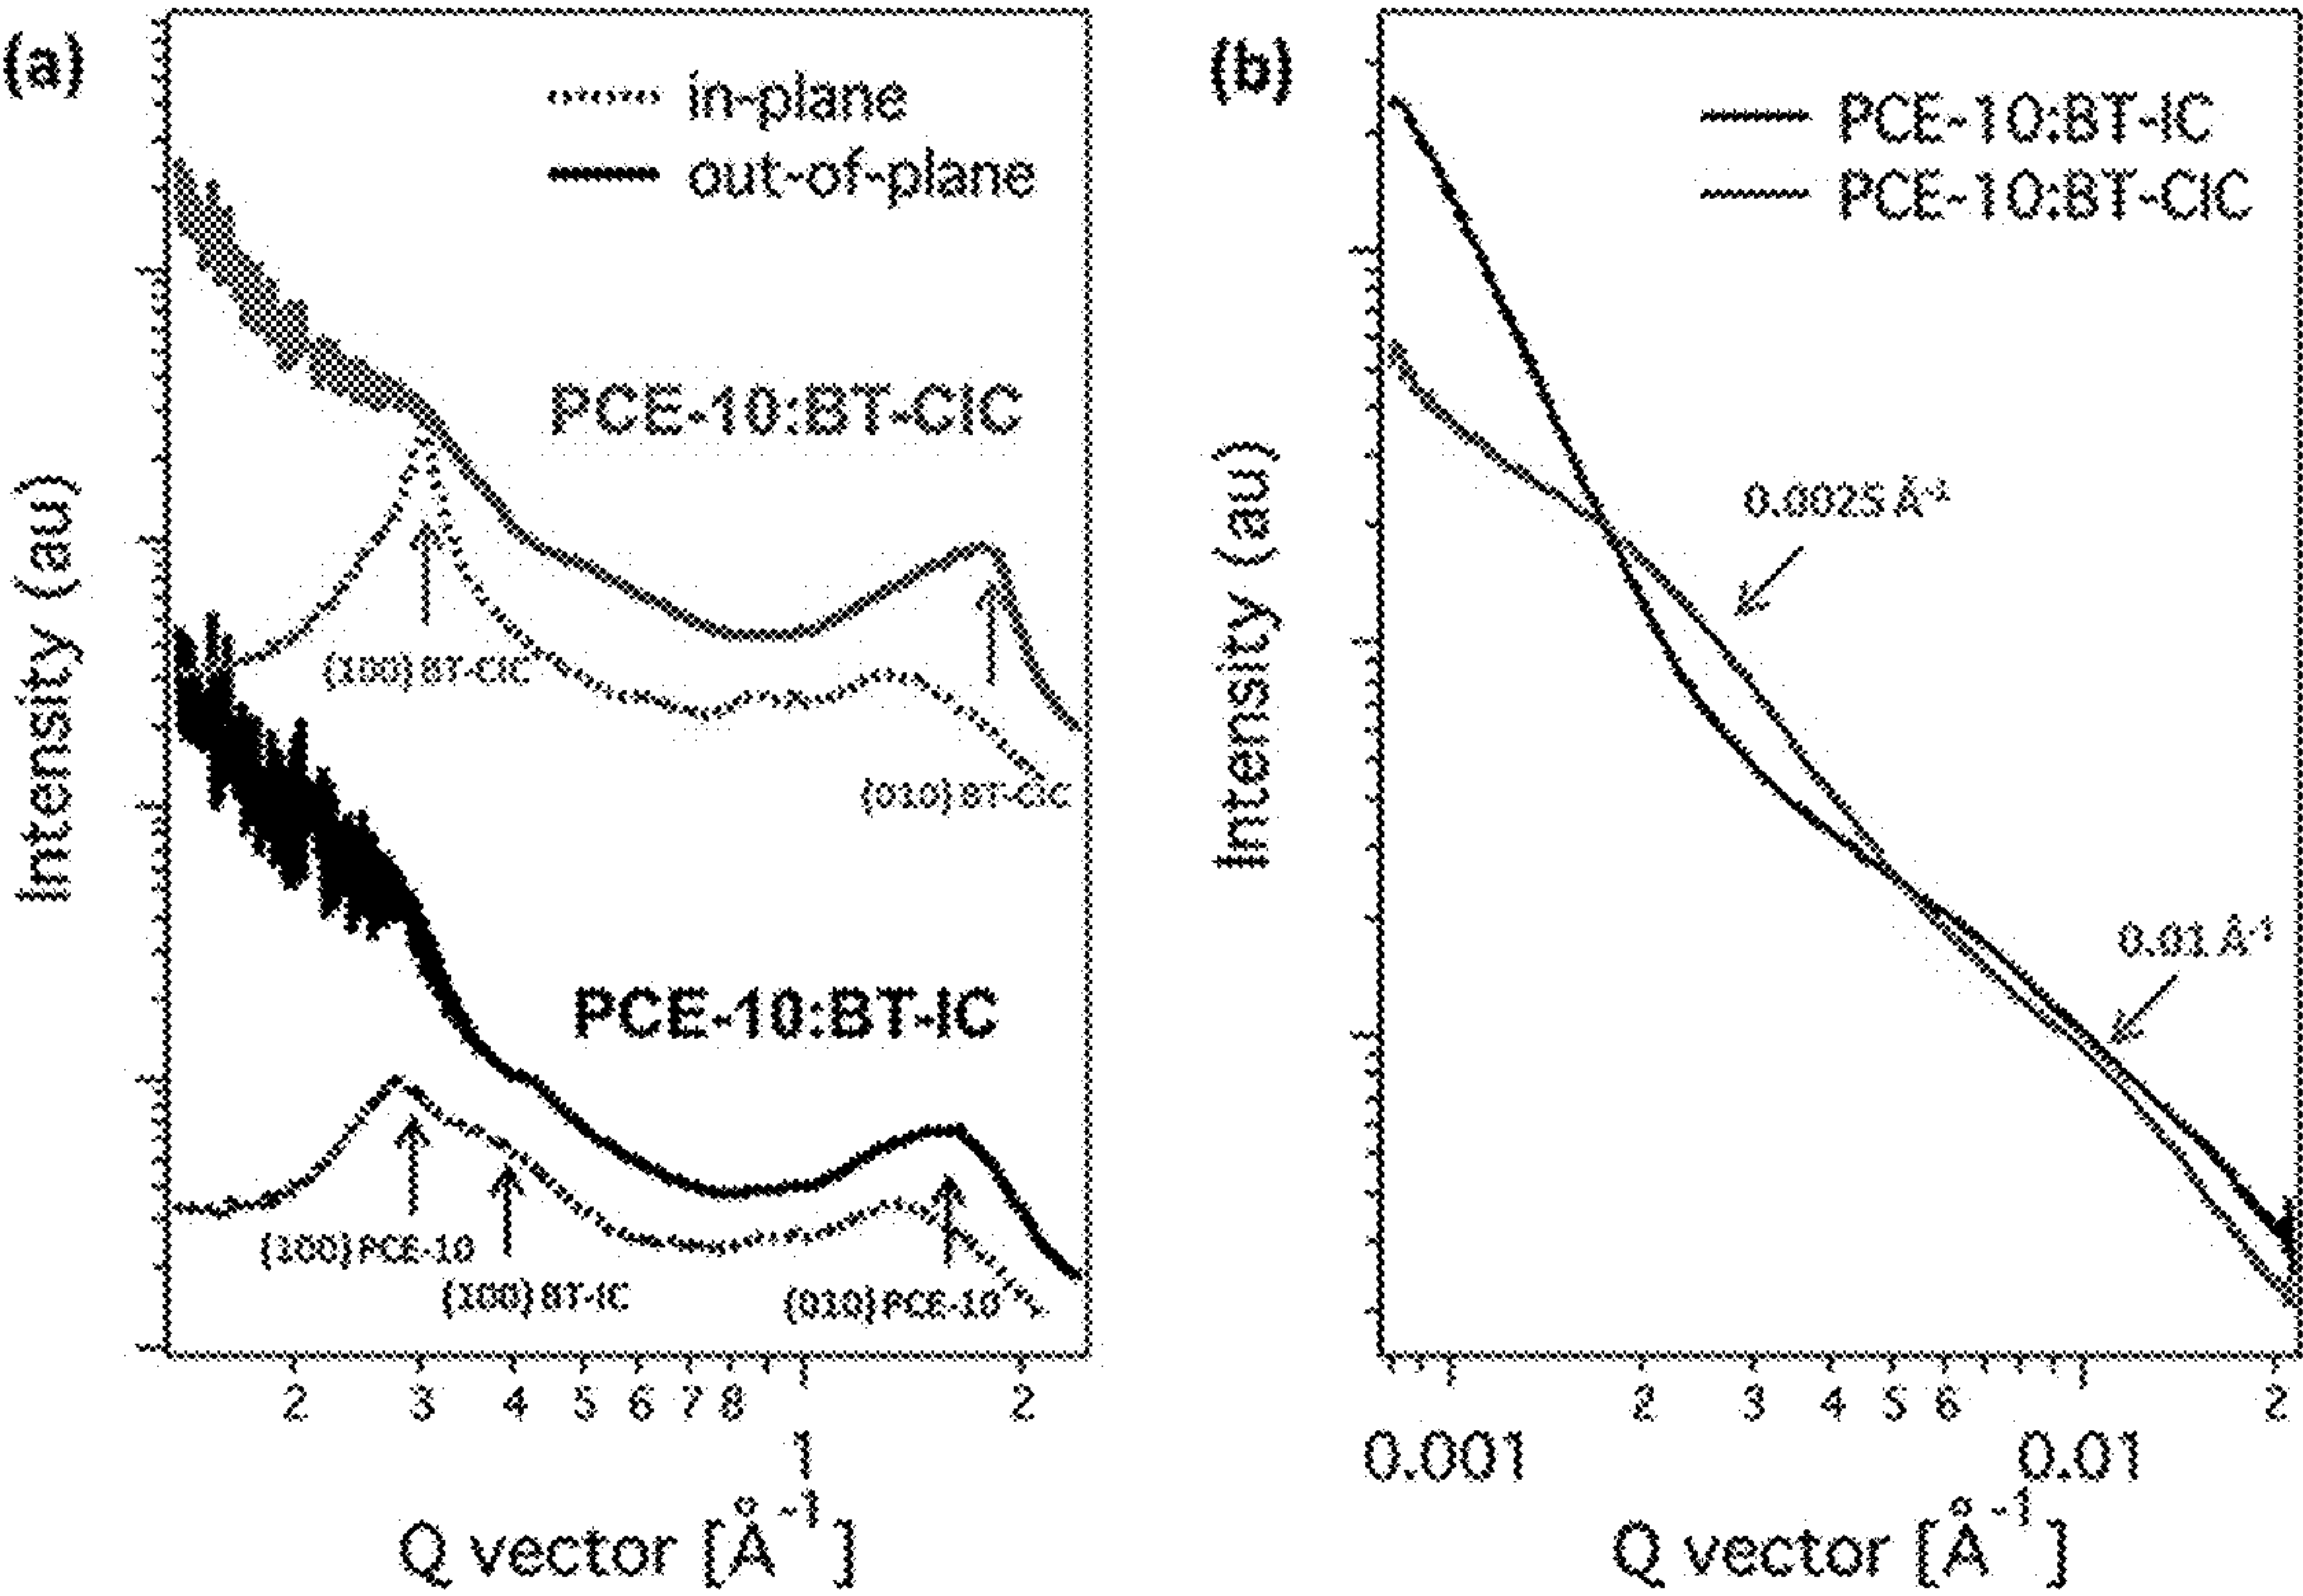 (a)
in-plane
out-of-plane
PCE-10:BT-CIC
(100) BT-CIC
(010) BT-CIC
PCE-10:BT-IC
(100) PCE-10
(100) BT-IC
(010) PCE-10
Intensity (au)
2 3 4 5 6 7 8 2
1
Q vector [Å⁻¹]
(b)
PCE-10:BT-IC
PCE-10:BT-CIC
0.0025 Å⁻¹
0.01 Å⁻¹
Intensity (au)
2 3 4 5 6 2
0.001 0.01
Q vector [Å⁻¹]